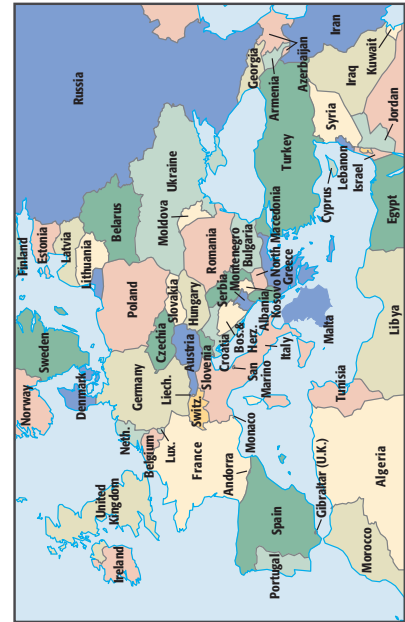 Norway
Sweden
Finland
Estonia
Latvia
Lithuania
Russia
Denmark
Belarus
Ireland
United
Kingdom
Neth.
Belgium
Lux.
Germany
Poland
Czechia
Slovakia
Ukraine
Moldova
France
Switz.
Liech.
Austria
Hungary
Slovenia
Croatia
Bos.&
Herz.
Serbia
Romania
Montenegro
Bulgaria
Kosovo
North Macedonia
Albania
Greece
San
Marino
Italy
Monaco
Andorra
Spain
Portugal
Gibraltar (U.K.)
Malta
Georgia
Armenia
Azerbaijan
Turkey
Cyprus
Syria
Lebanon
Israel
Jordan
Iraq
Iran
Kuwait
Morocco
Algeria
Tunisia
Libya
Egypt